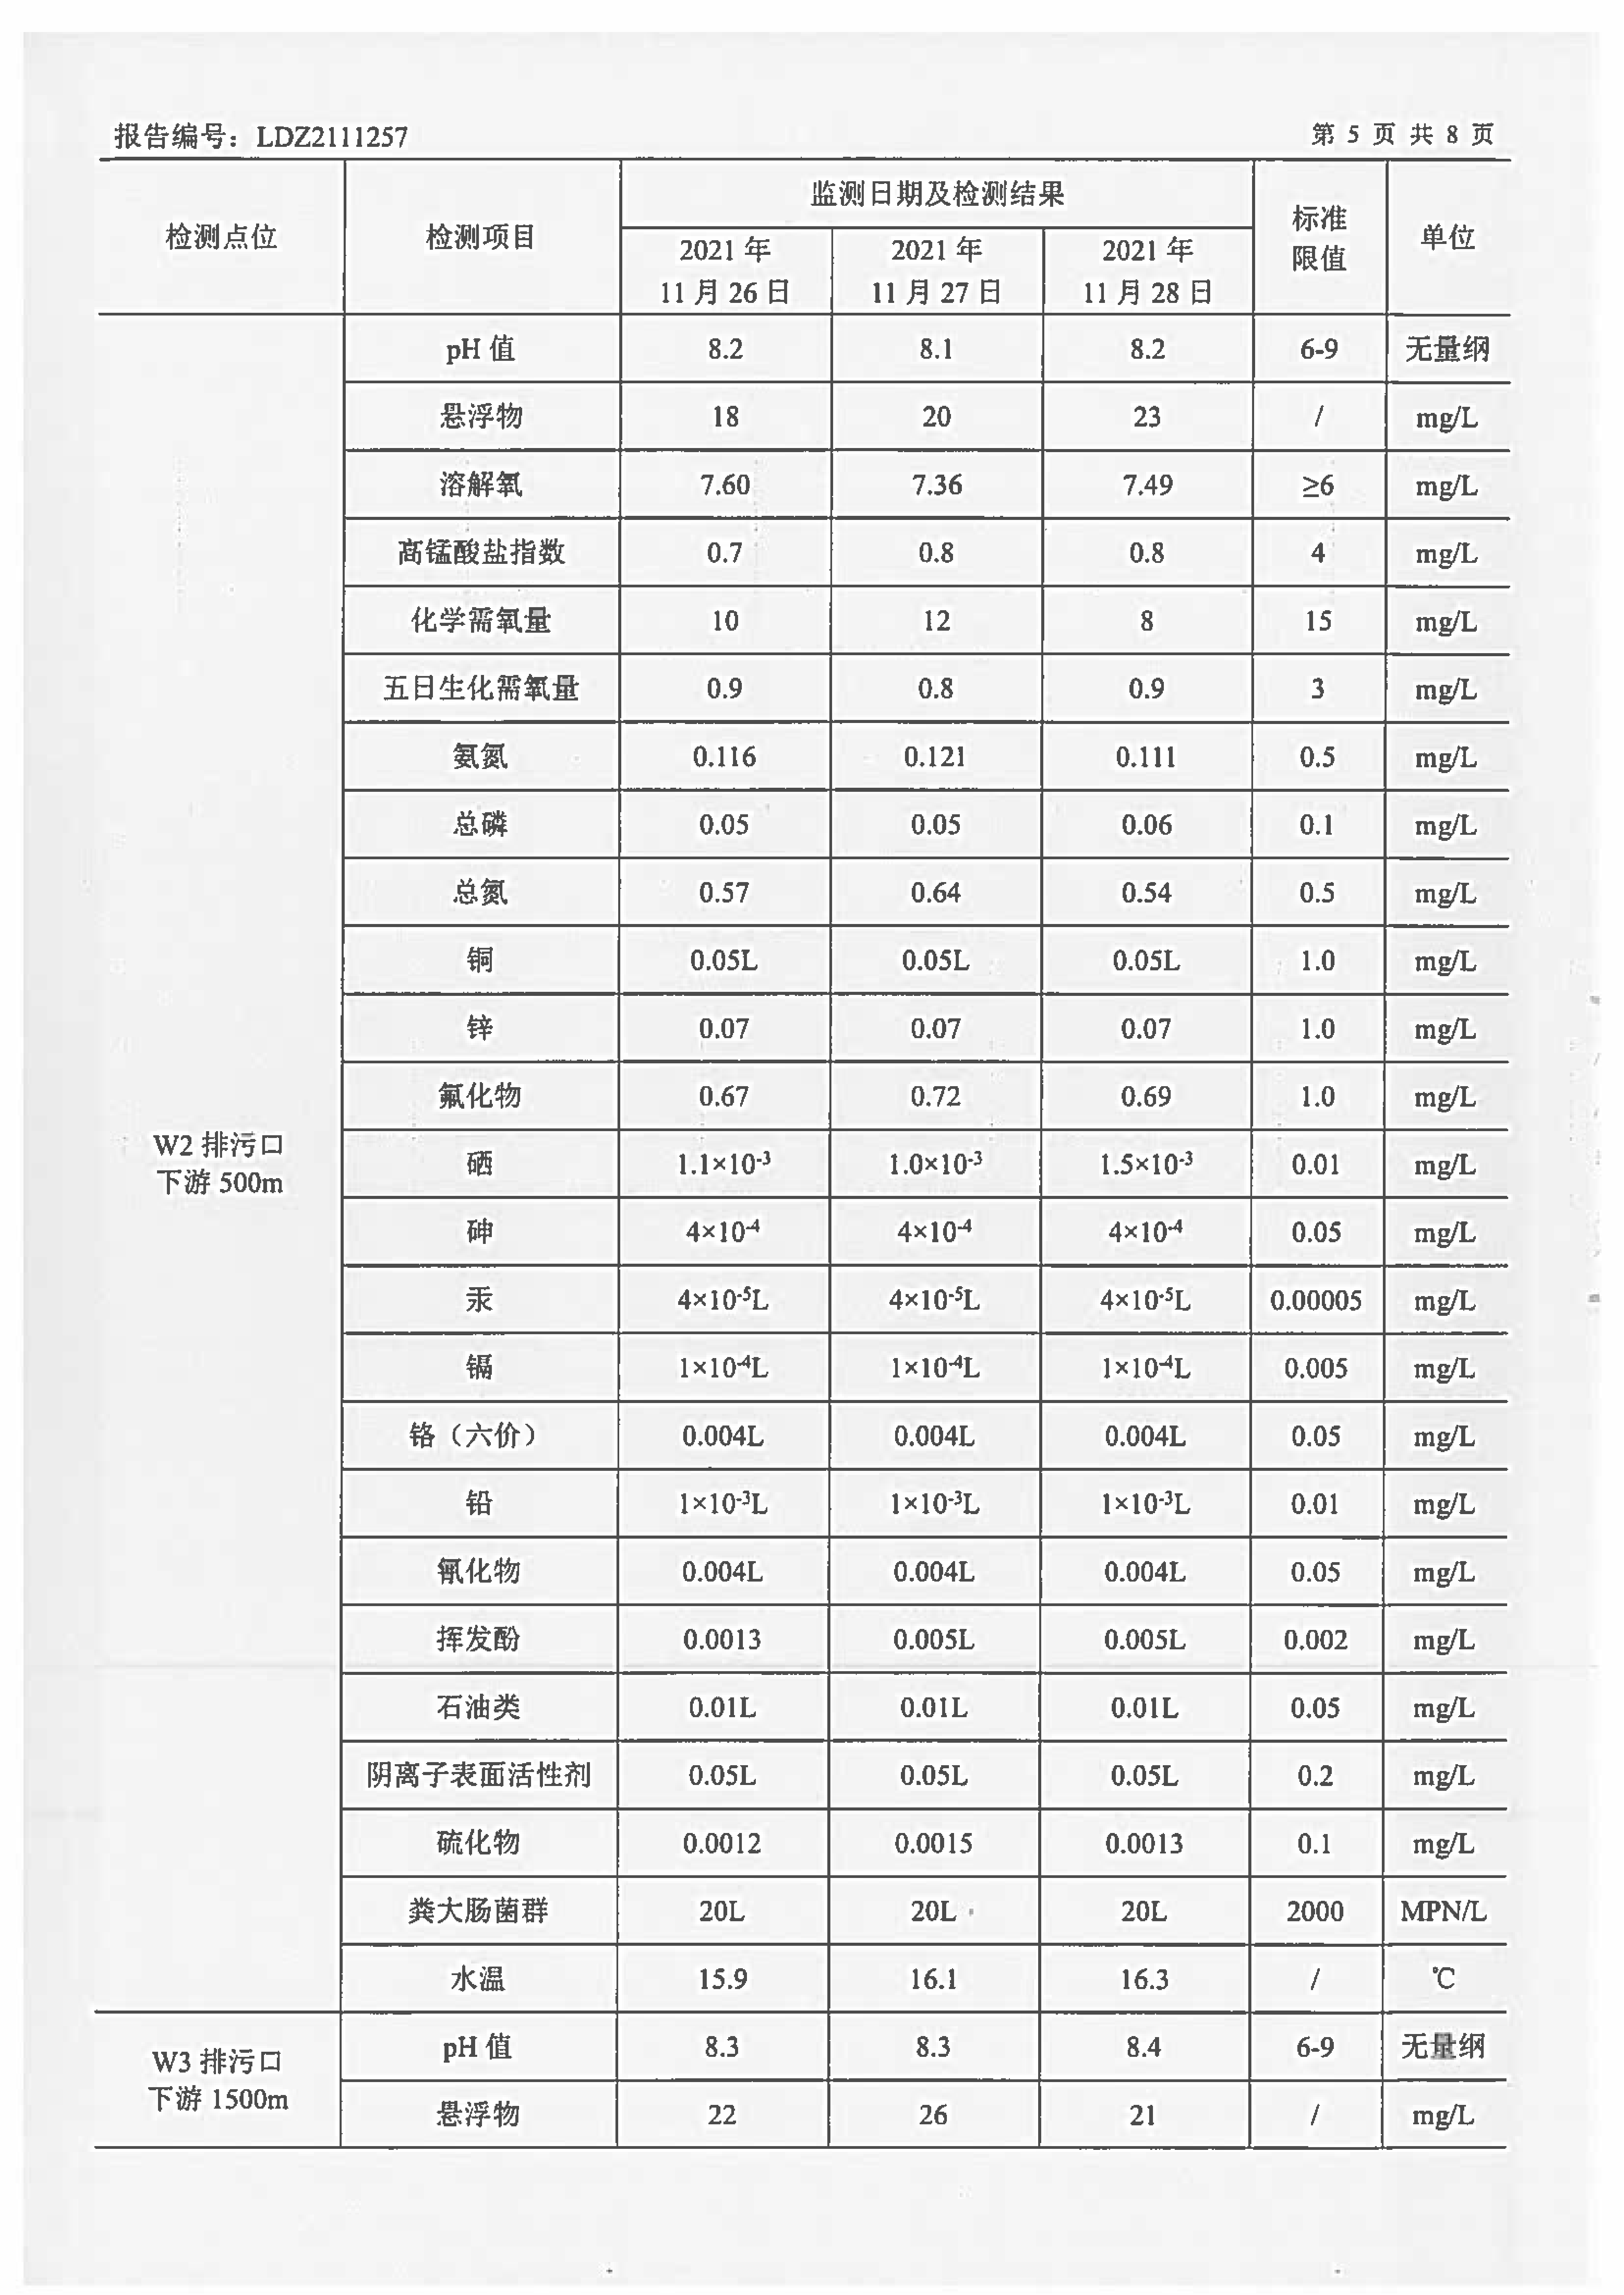 报告编号：LDZ2111257 第 5 页 共 8 页
检测点位 检测项目 监测日期及检测结果 标准限值 单位
2021 年 11 月 26 日 2021 年 11 月 27 日 2021 年 11 月 28 日
W2 排污口
下游 500m
pH 值 8.2 8.1 8.2 6-9 无量纲
悬浮物 18 20 23 / mg/L
溶解氧 7.60 7.36 7.49 ≥6 mg/L
高锰酸盐指数 0.7 0.8 0.8 4 mg/L
化学需氧量 10 12 8 15 mg/L
五日生化需氧量 0.9 0.8 0.9 3 mg/L
氨氮 0.116 0.121 0.111 0.5 mg/L
总磷 0.05 0.05 0.06 0.1 mg/L
总氮 0.57 0.64 0.54 0.5 mg/L
铜 0.05L 0.05L 0.05L 1.0 mg/L
锌 0.07 0.07 0.07 1.0 mg/L
氟化物 0.67 0.72 0.69 1.0 mg/L
硒 1.1×10⁻³ 1.0×10⁻³ 1.5×10⁻³ 0.01 mg/L
砷 4×10⁻⁴ 4×10⁻⁴ 4×10⁻⁴ 0.05 mg/L
汞 4×10⁻⁵L 4×10⁻⁵L 4×10⁻⁵L 0.00005 mg/L
镉 1×10⁻⁴L 1×10⁻⁴L 1×10⁻⁴L 0.005 mg/L
铬（六价） 0.004L 0.004L 0.004L 0.05 mg/L
铅 1×10⁻³L 1×10⁻³L 1×10⁻³L 0.01 mg/L
氰化物 0.004L 0.004L 0.004L 0.05 mg/L
挥发酚 0.0013 0.005L 0.005L 0.002 mg/L
石油类 0.01L 0.01L 0.01L 0.05 mg/L
阴离子表面活性剂 0.05L 0.05L 0.05L 0.2 mg/L
硫化物 0.0012 0.0015 0.0013 0.1 mg/L
粪大肠菌群 20L 20L 20L 2000 MPN/L
水温 15.9 16.1 16.3 / ℃
W3 排污口
下游 1500m
pH 值 8.3 8.3 8.4 6-9 无量纲
悬浮物 22 26 21 / mg/L